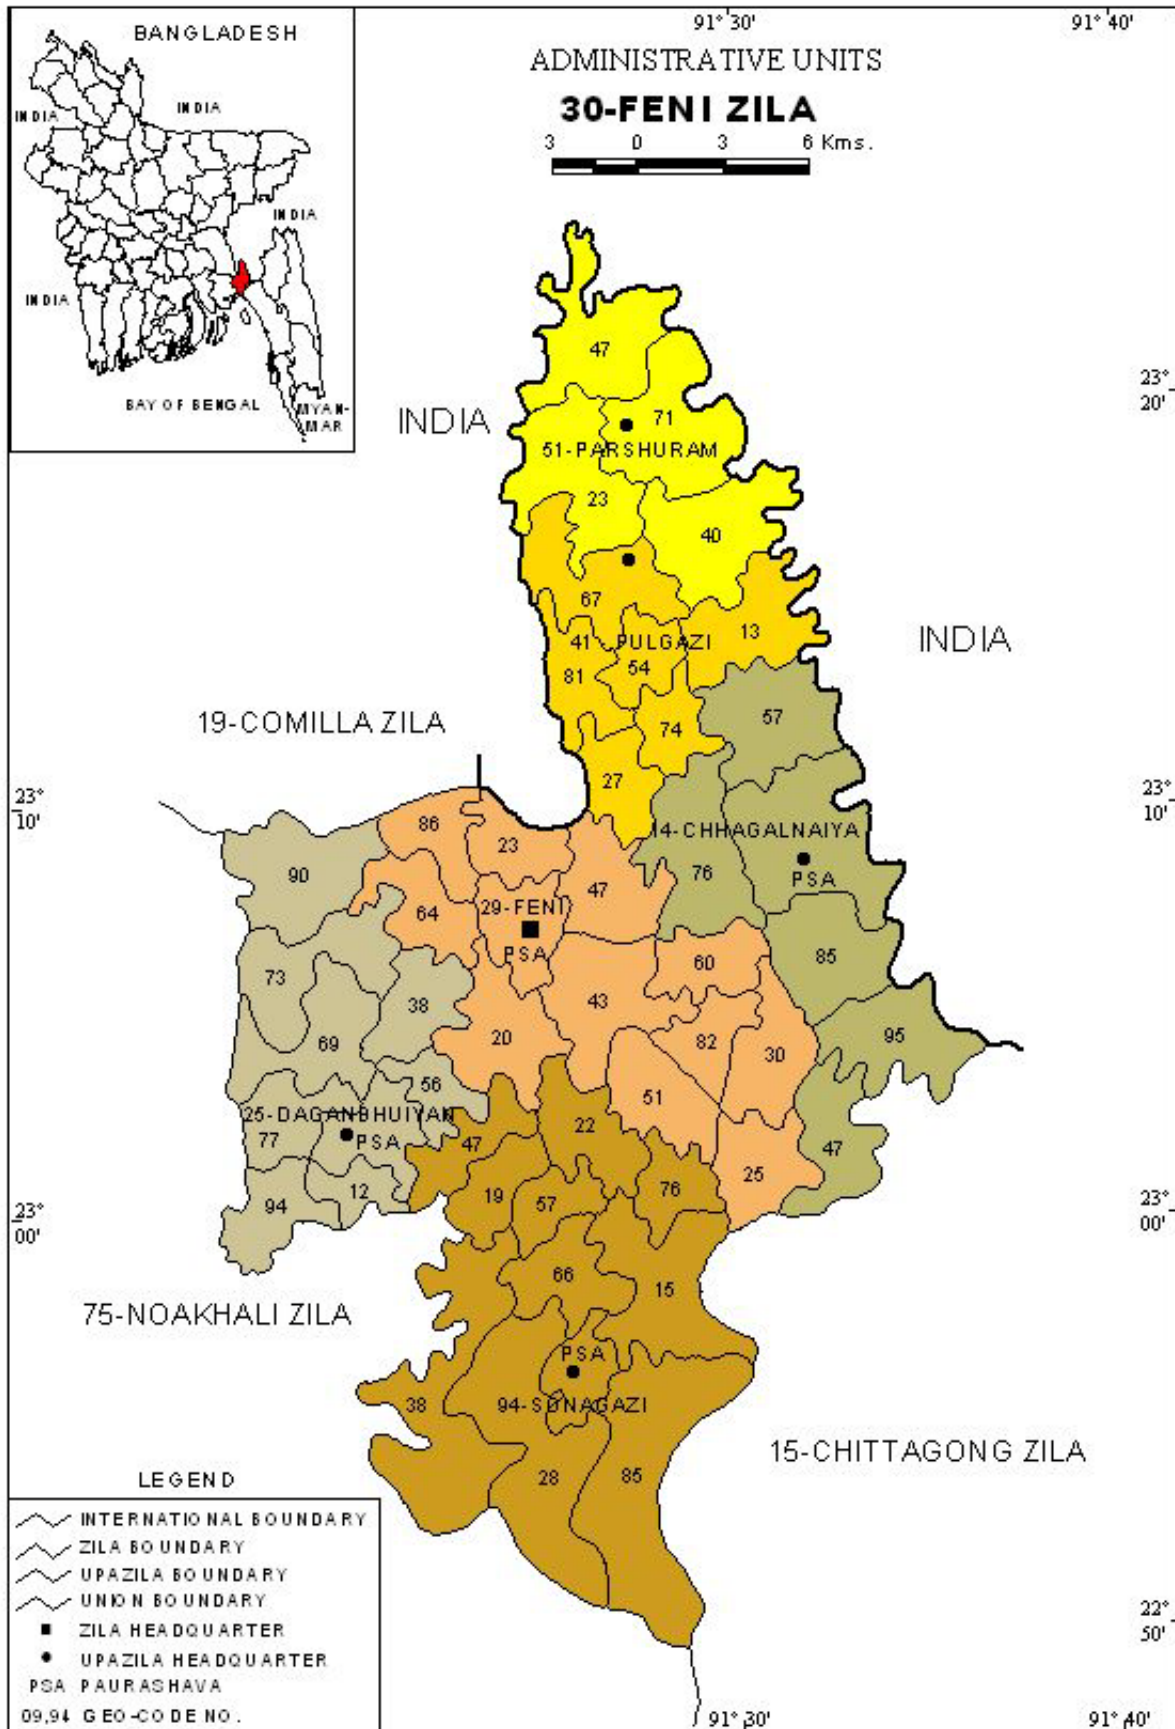 BANGLADESH
INDIA
INDIA
INDIA
INDIA
BAY OF BENGAL
MYAN-
MAR
91° 30'
91° 40'
ADMINISTRATIVE UNITS
30-FENI ZILA
3 0 3 6 Kms.
47
INDIA
71
23°
20'
51-PARSHURAM
23
40
67
13
41 - PULGAZI
INDIA
54
81
57
19-COMILLA ZILA
74
27
23°
10'
23°
10'
86
14-CHHAGALNAIYA
23
90
76
47
PSA
29-FENI
64
PSA
60
85
73
38
43
95
69
20
82
30
56
51
25-DAGANBHUIYAN
PSA
77
47
22
47
25
12
19
76
94
57
23°
00'
23°
00'
66
15
75-NOAKHALI ZILA
PSA
38
94-SONAGAZI
15-CHITTAGONG ZILA
28
85
LEGEND
INTERNATIONAL BOUNDARY
ZILA BOUNDARY
UPAZILA BOUNDARY
UNION BOUNDARY
ZILA HEADQUARTER
UPAZILA HEADQUARTER
PSA PAURASHAVA
09,94 GEO-CODE NO.
22°
50'
91° 30'
91° 40'